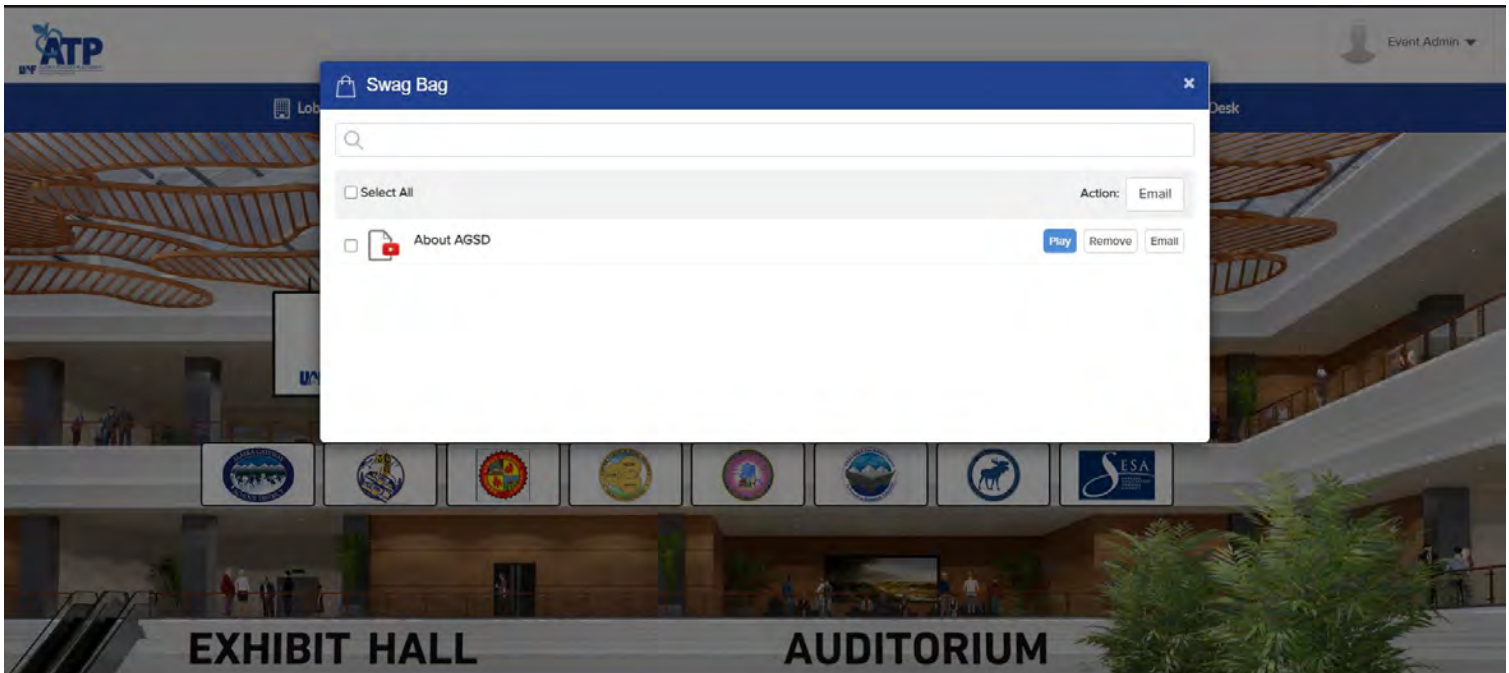 ATP
Event Admin
Swag Bag
Lob
Desk
Select All
Action: Email
About AGSD
Play Remove Email
SESA
EXHIBIT HALL
AUDITORIUM